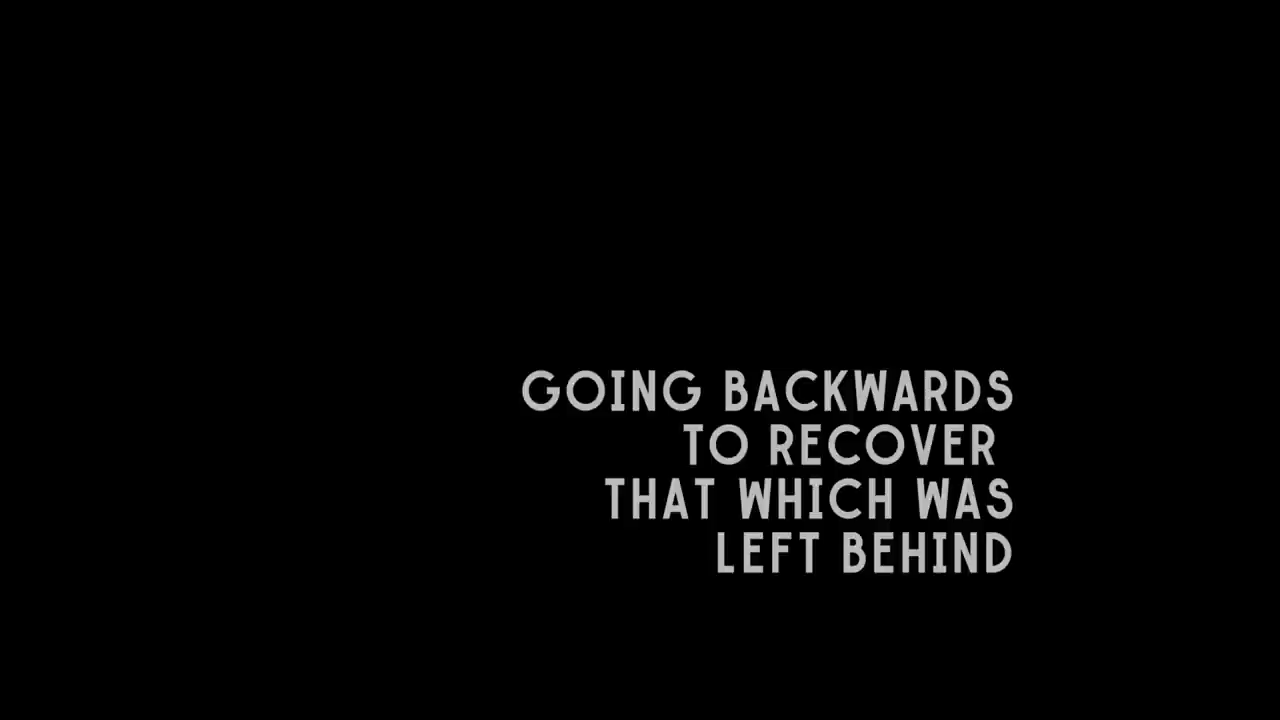 GOING BACKWARDS
TO RECOVER
THAT WHICH WAS
LEFT BEHIND